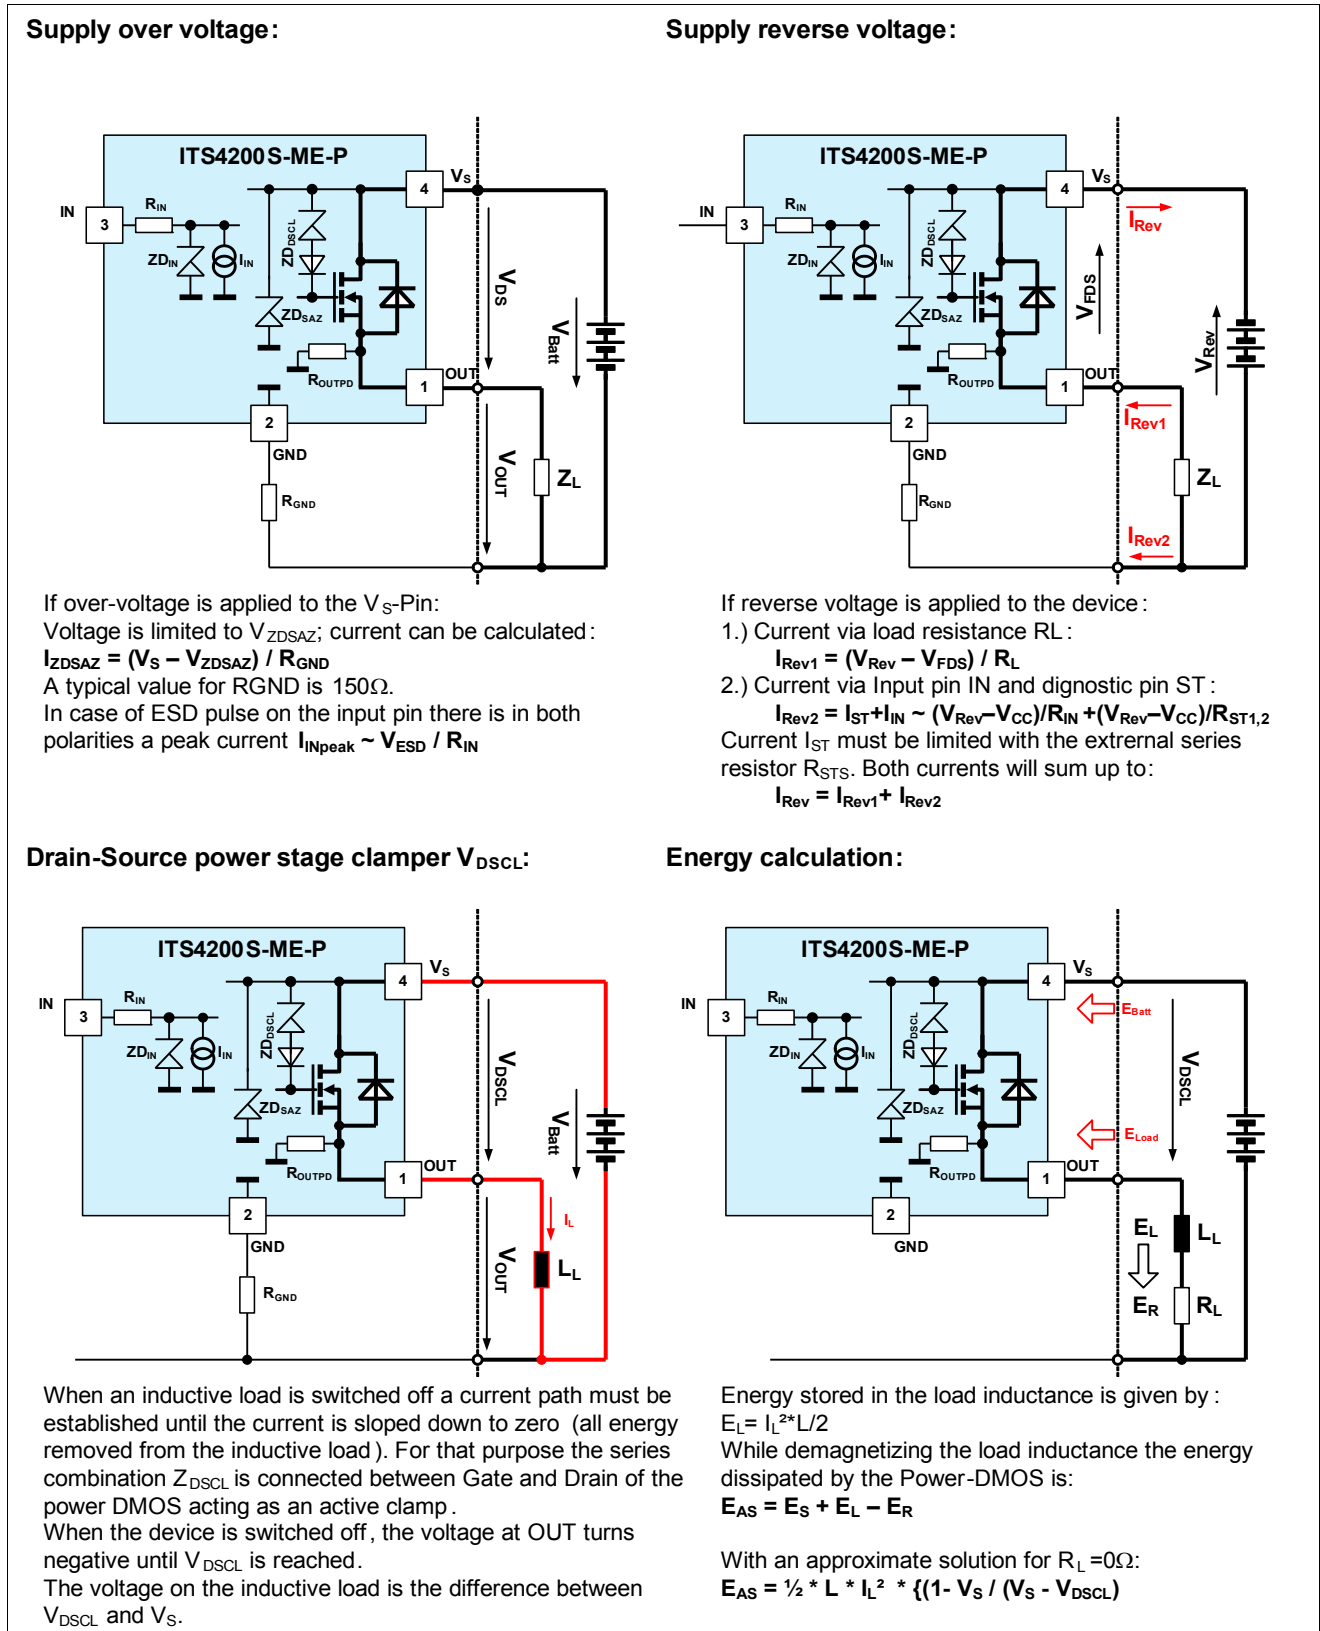 Supply over voltage:
ITS4200S-ME-P
4
VS
IN
3
RIN
ZDIN
IIN
ZDDSCL
ZDSAZ
ROUTPD
VDS
VBatt
OUT
1
2
GND
RGND
VOUT
ZL
If over-voltage is applied to the VS-Pin:
Voltage is limited to VZDSAZ; current can be calculated:
IZDSAZ = (VS – VZDSAZ) / RGND
A typical value for RGND is 150Ω.
In case of ESD pulse on the input pin there is in both
polarities a peak current IINpeak ~ VESD / RIN
Supply reverse voltage:
ITS4200S-ME-P
4
VS
IN
3
RIN
ZDIN
IIN
ZDDSCL
ZDSAZ
ROUTPD
IRev
VFDS
VRev
OUT
1
IRev1
2
GND
RGND
ZL
IRev2
If reverse voltage is applied to the device:
1.) Current via load resistance RL:
IRev1 = (VRev – VFDS) / RL
2.) Current via Input pin IN and dignostic pin ST:
IRev2 = IST+IIN ~ (VRev–VCC)/RIN +(VRev–VCC)/RST1,2
Current IST must be limited with the extrernal series
resistor RSTS. Both currents will sum up to:
IRev = IRev1+ IRev2
Drain-Source power stage clamper VDSCL:
ITS4200S-ME-P
4
VS
IN
3
RIN
ZDIN
IIN
ZDDSCL
ZDSAZ
ROUTPD
VDSCL
VBatt
OUT
1
IL
2
GND
RGND
VOUT
LL
When an inductive load is switched off a current path must be
established until the current is sloped down to zero (all energy
removed from the inductive load). For that purpose the series
combination ZDSCL is connected between Gate and Drain of the
power DMOS acting as an active clamp.
When the device is switched off, the voltage at OUT turns
negative until VDSCL is reached.
The voltage on the inductive load is the difference between
VDSCL and VS.
Energy calculation:
ITS4200S-ME-P
4
VS
IN
3
RIN
ZDIN
IIN
ZDDSCL
ZDSAZ
ROUTPD
EBatt
VDSCL
ELoad
OUT
1
2
GND
EL
LL
ER
RL
Energy stored in the load inductance is given by:
EL= IL²*L/2
While demagnetizing the load inductance the energy
dissipated by the Power-DMOS is:
EAS = ES + EL – ER
With an approximate solution for RL=0Ω:
EAS = ½ * L * IL² * {(1- VS / (VS - VDSCL)